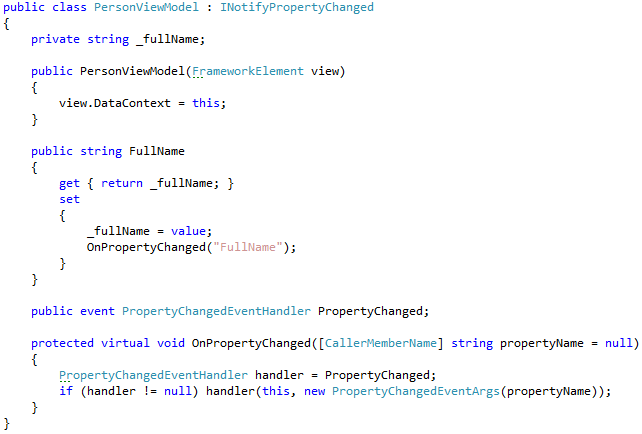 public class PersonViewModel : INotifyPropertyChanged
{
    private string _fullName;

    public PersonViewModel(FrameworkElement view)
    {
        view.DataContext = this;
    }

    public string FullName
    {
        get { return _fullName; }
        set
        {
            _fullName = value;
            OnPropertyChanged("FullName");
        }
    }

    public event PropertyChangedEventHandler PropertyChanged;

    protected virtual void OnPropertyChanged([CallerMemberName] string propertyName = null)
    {
        PropertyChangedEventHandler handler = PropertyChanged;
        if (handler != null) handler(this, new PropertyChangedEventArgs(propertyName));
    }
}